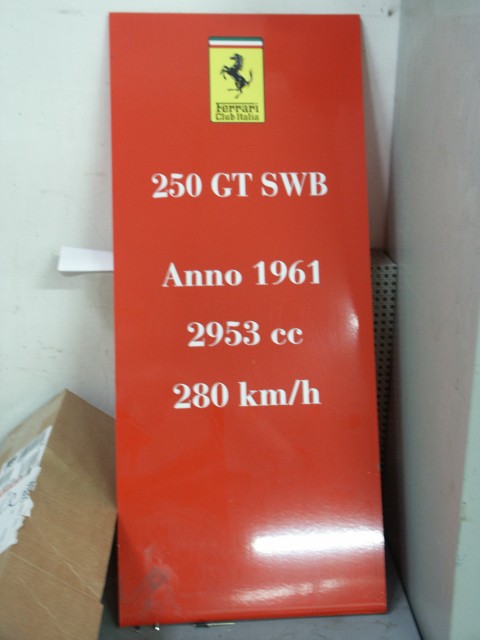 Ferrari
Club Italia
250 GT SWB
Anno 1961
2953 cc
280 km/h